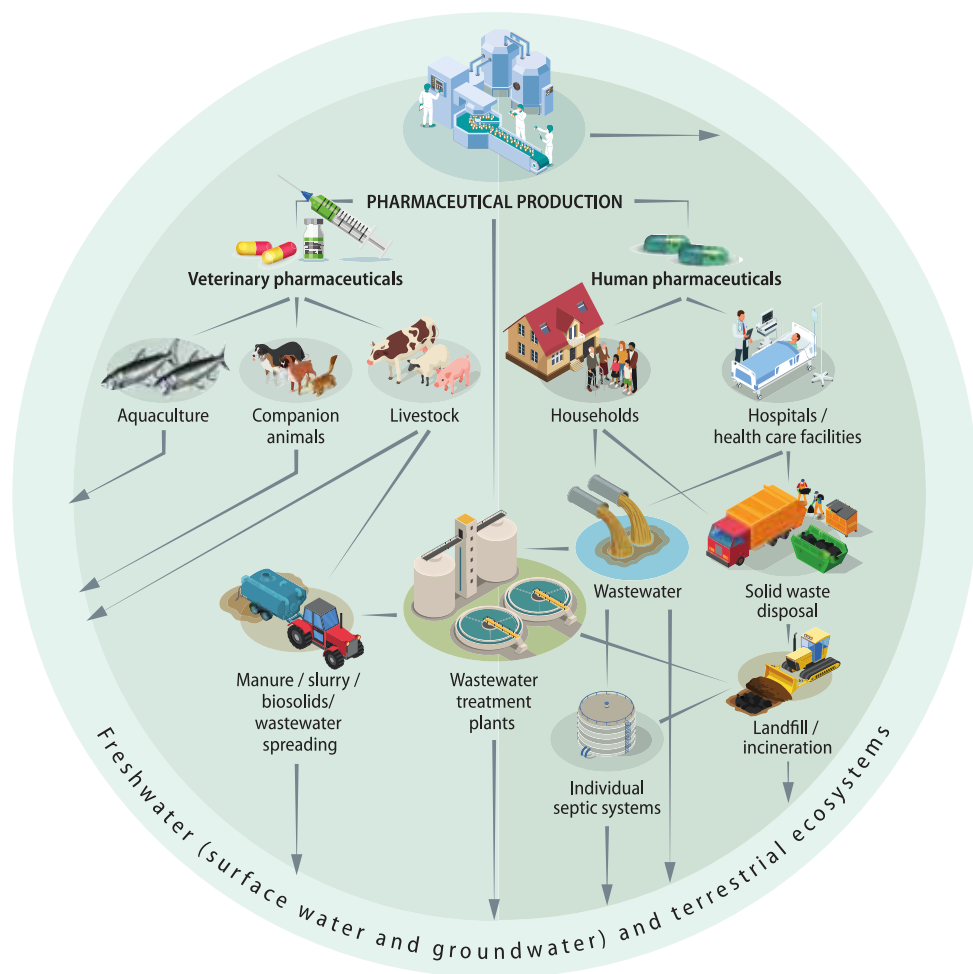 PHARMACEUTICAL PRODUCTION
Veterinary pharmaceuticals
Human pharmaceuticals
Aquaculture
Companion
animals
Livestock
Households
Hospitals /
health care facilities
Wastewater
Solid waste
disposal
Manure / slurry /
biosolids/
wastewater
spreading
Wastewater
treatment
plants
Individual
septic systems
Landfill /
incineration
Freshwater (surface water and groundwater) and terrestrial ecosystems